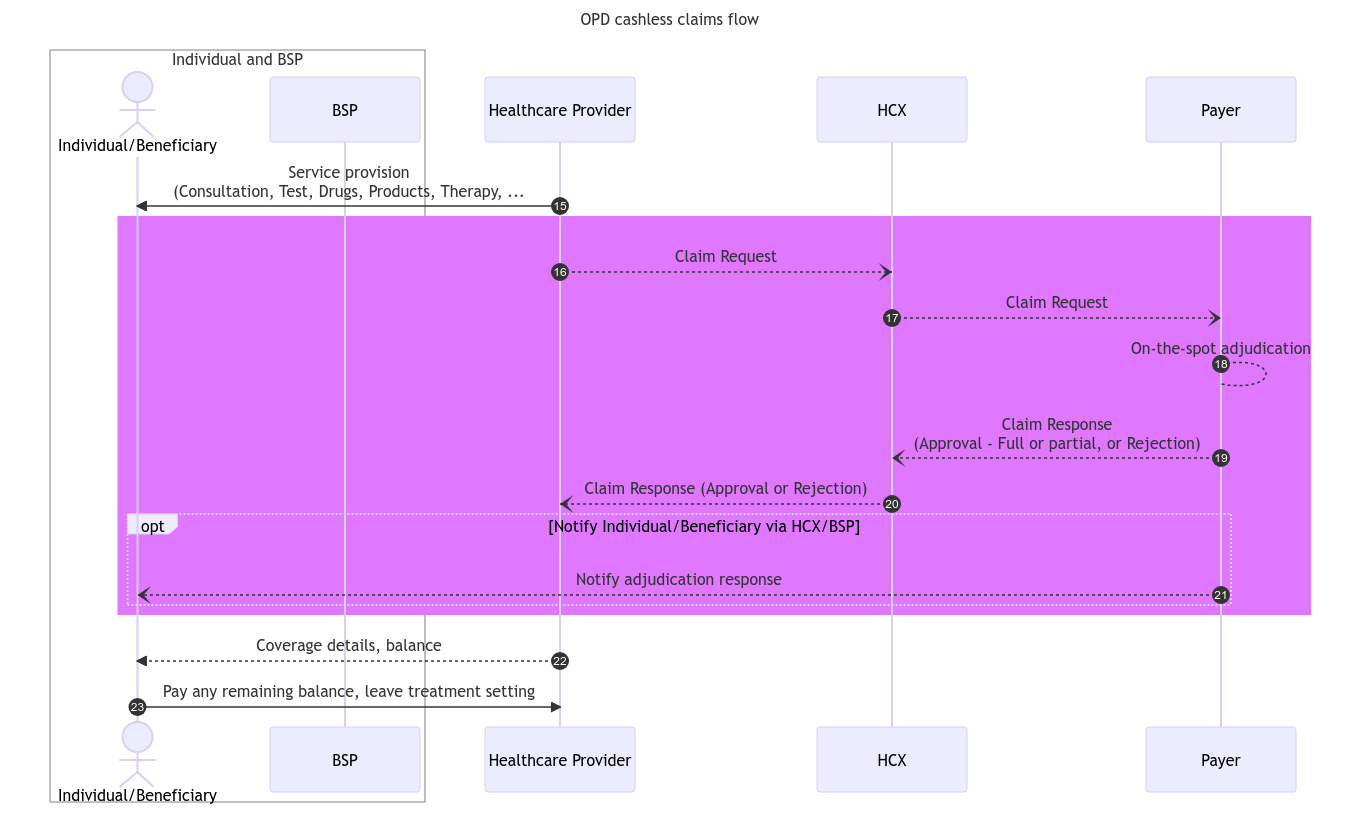 OPD cashless claims flow
Individual and BSP
Individual/Beneficiary
BSP
Healthcare Provider
HCX
Payer
Service provision
(Consultation, Test, Drugs, Products, Therapy, ...
15
Claim Request
16
Claim Request
17
On-the-spot adjudication
18
Claim Response
(Approval - Full or partial, or Rejection)
19
Claim Response (Approval or Rejection)
20
opt
[Notify Individual/Beneficiary via HCX/BSP]
Notify adjudication response
21
Coverage details, balance
22
Pay any remaining balance, leave treatment setting
23
Individual/Beneficiary
BSP
Healthcare Provider
HCX
Payer